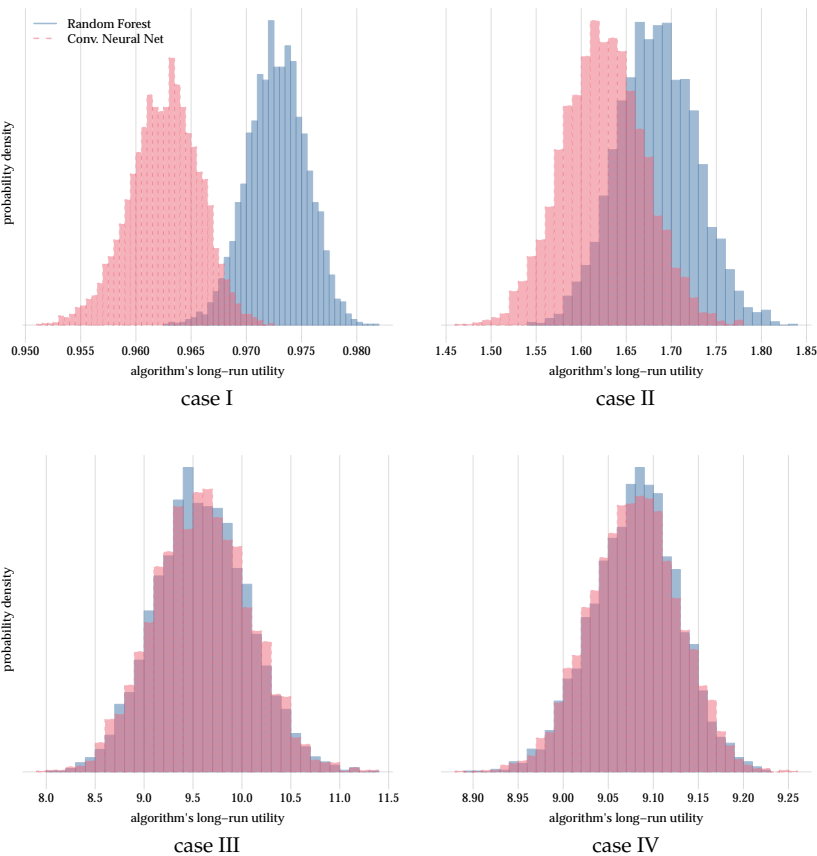 Random Forest
Conv. Neural Net
probability density
0.950 0.955 0.960 0.965 0.970 0.975 0.980
algorithm's long−run utility
case I
1.45 1.50 1.55 1.60 1.65 1.70 1.75 1.80 1.85
algorithm's long−run utility
case II
probability density
8.0 8.5 9.0 9.5 10.0 10.5 11.0 11.5
algorithm's long−run utility
case III
8.90 8.95 9.00 9.05 9.10 9.15 9.20 9.25
algorithm's long−run utility
case IV